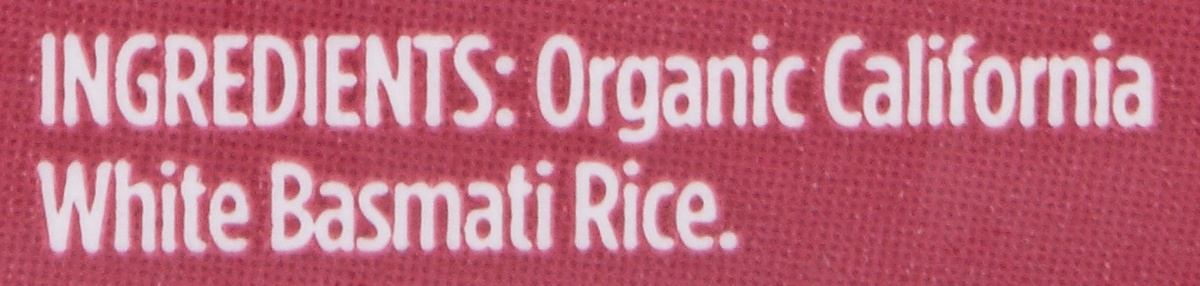 INGREDIENTS: Organic California
White Basmati Rice.